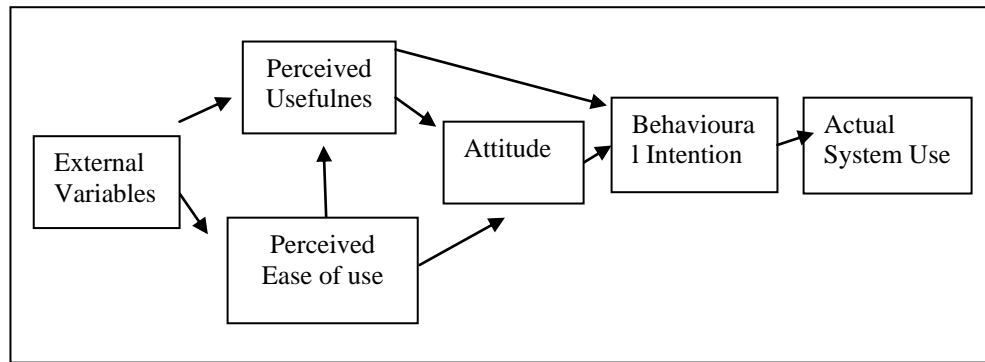 External
Variables
Perceived
Usefulnes
Perceived
Ease of use
Attitude
Behavioura
l Intention
Actual
System Use